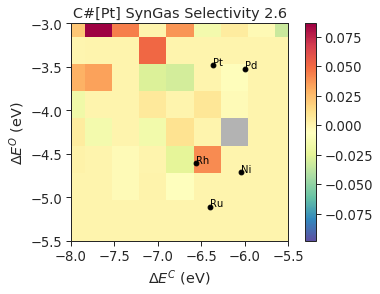 C#[Pt] SynGas Selectivity 2.6
−3.0
−3.5
−4.0
−4.5
−5.0
−5.5
ΔE^O (eV)
Pt
Pd
Rh
Ni
Ru
−8.0 −7.5 −7.0 −6.5 −6.0 −5.5
ΔE^C (eV)
0.075
0.050
0.025
0.000
−0.025
−0.050
−0.075